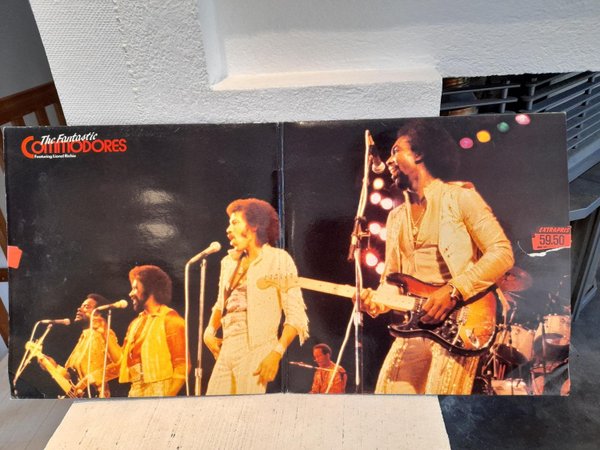 The Fantastic
COMMODORES
Featuring Lionel Richie
EXTRAPRIS
59.50